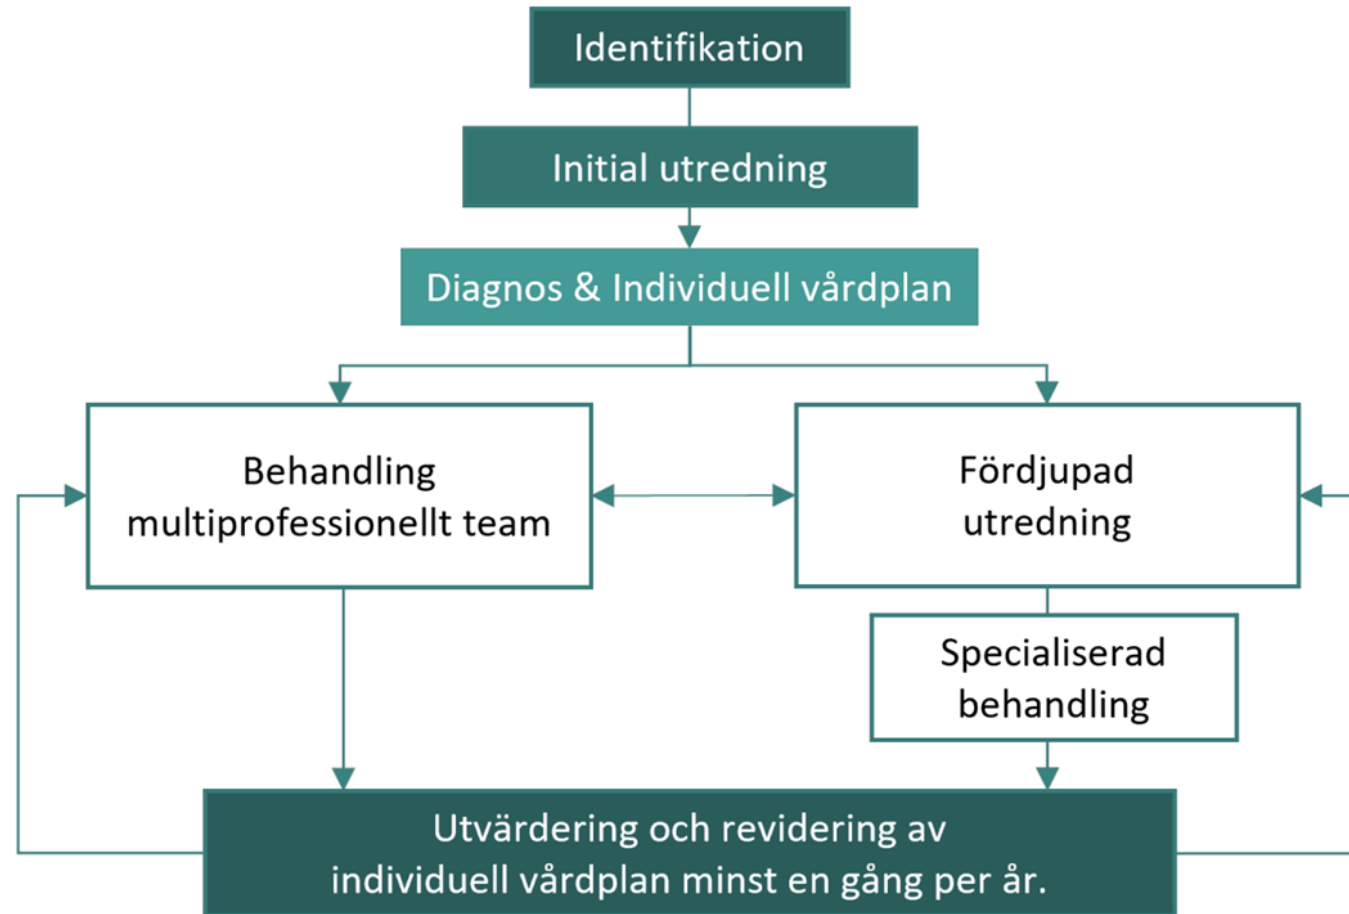 Identifikation
Initial utredning
Diagnos & Individuell vårdplan
Behandling
multiprofessionellt team
Fördjupad
utredning
Specialiserad
behandling
Utvärdering och revidering av
individuell vårdplan minst en gång per år.